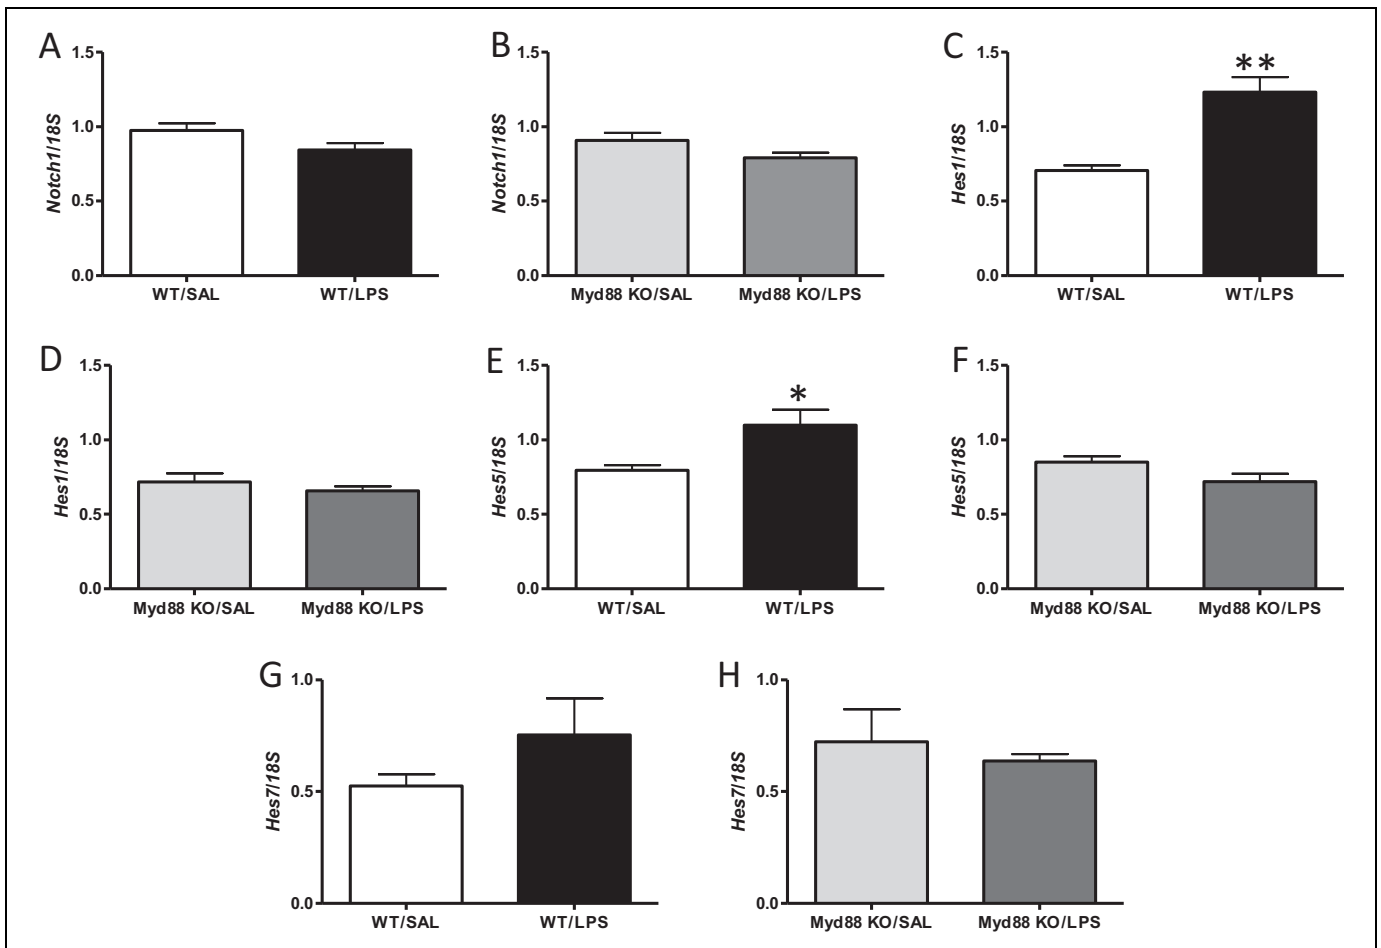 A
1.5
1.0
0.5
0.0
Notch1/18S
WT/SAL WT/LPS
B
1.5
1.0
0.5
0.0
Notch1/18S
Myd88 KO/SAL Myd88 KO/LPS
C
1.5
1.0
0.5
0.0
Hes1/18S
**
WT/SAL WT/LPS
D
1.5
1.0
0.5
0.0
Hes1/18S
Myd88 KO/SAL Myd88 KO/LPS
E
1.5
1.0
0.5
0.0
Hes5/18S
*
WT/SAL WT/LPS
F
1.5
1.0
0.5
0.0
Hes5/18S
Myd88 KO/SAL Myd88 KO/LPS
G
1.0
0.5
0.0
Hes7/18S
WT/SAL WT/LPS
H
1.0
0.5
0.0
Hes7/18S
Myd88 KO/SAL Myd88 KO/LPS